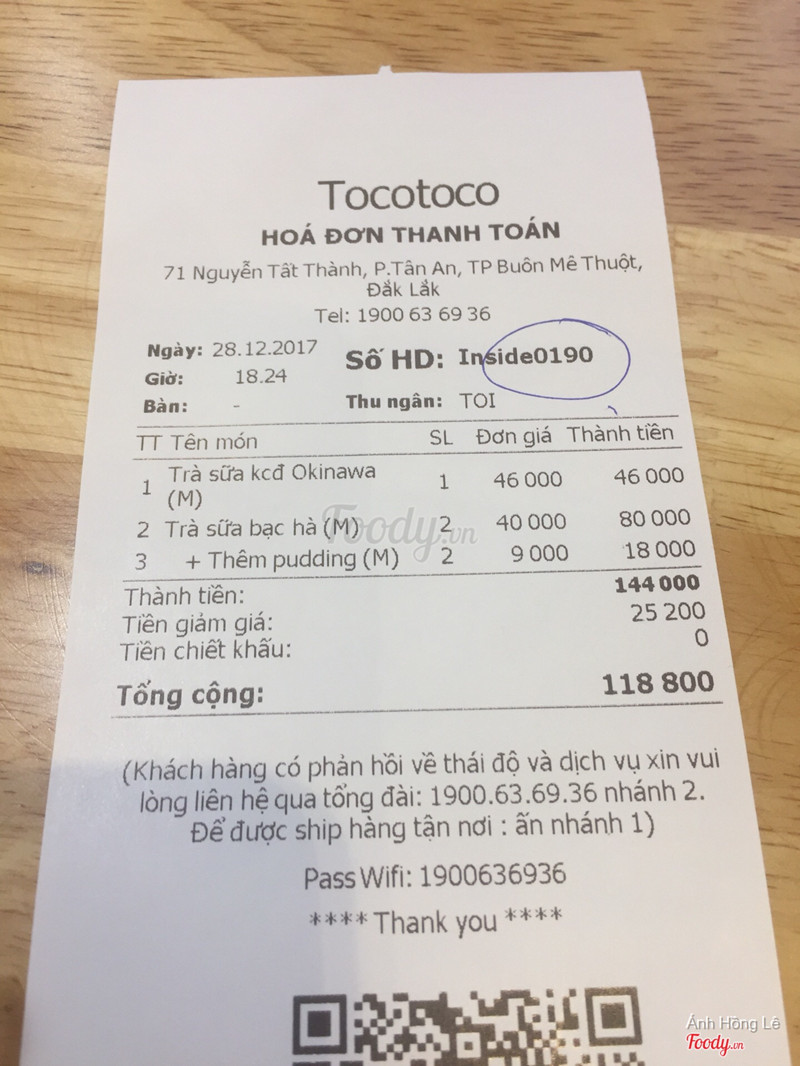 Tocotoco
HOÁ ĐƠN THANH TOÁN
71 Nguyễn Tất Thành, P.Tân An, TP Buôn Mê Thuột,
Đắk Lắk
Tel: 1900 63 69 36
Ngày: 28.12.2017 Số HD: Inside0190
Giờ: 18.24
Bàn: - Thu ngân: TOI
TT Tên món SL Đơn giá Thành tiền
1 Trà sữa kcđ Okinawa (M) 1 46 000 46 000
2 Trà sữa bạc hà (M) 2 40 000 80 000
3 + Thêm pudding (M) 2 9 000 18 000
Thành tiền: 144 000
Tiền giảm giá: 25 200
Tiền chiết khấu: 0
Tổng cộng: 118 800
(Khách hàng có phản hồi về thái độ và dịch vụ xin vui
lòng liên hệ qua tổng đài: 1900.63.69.36 nhánh 2.
Để được ship hàng tận nơi : ấn nhánh 1)
Pass Wifi: 1900636936
**** Thank you ****
Foody.vn
Ánh Hồng Lê
Foody.vn